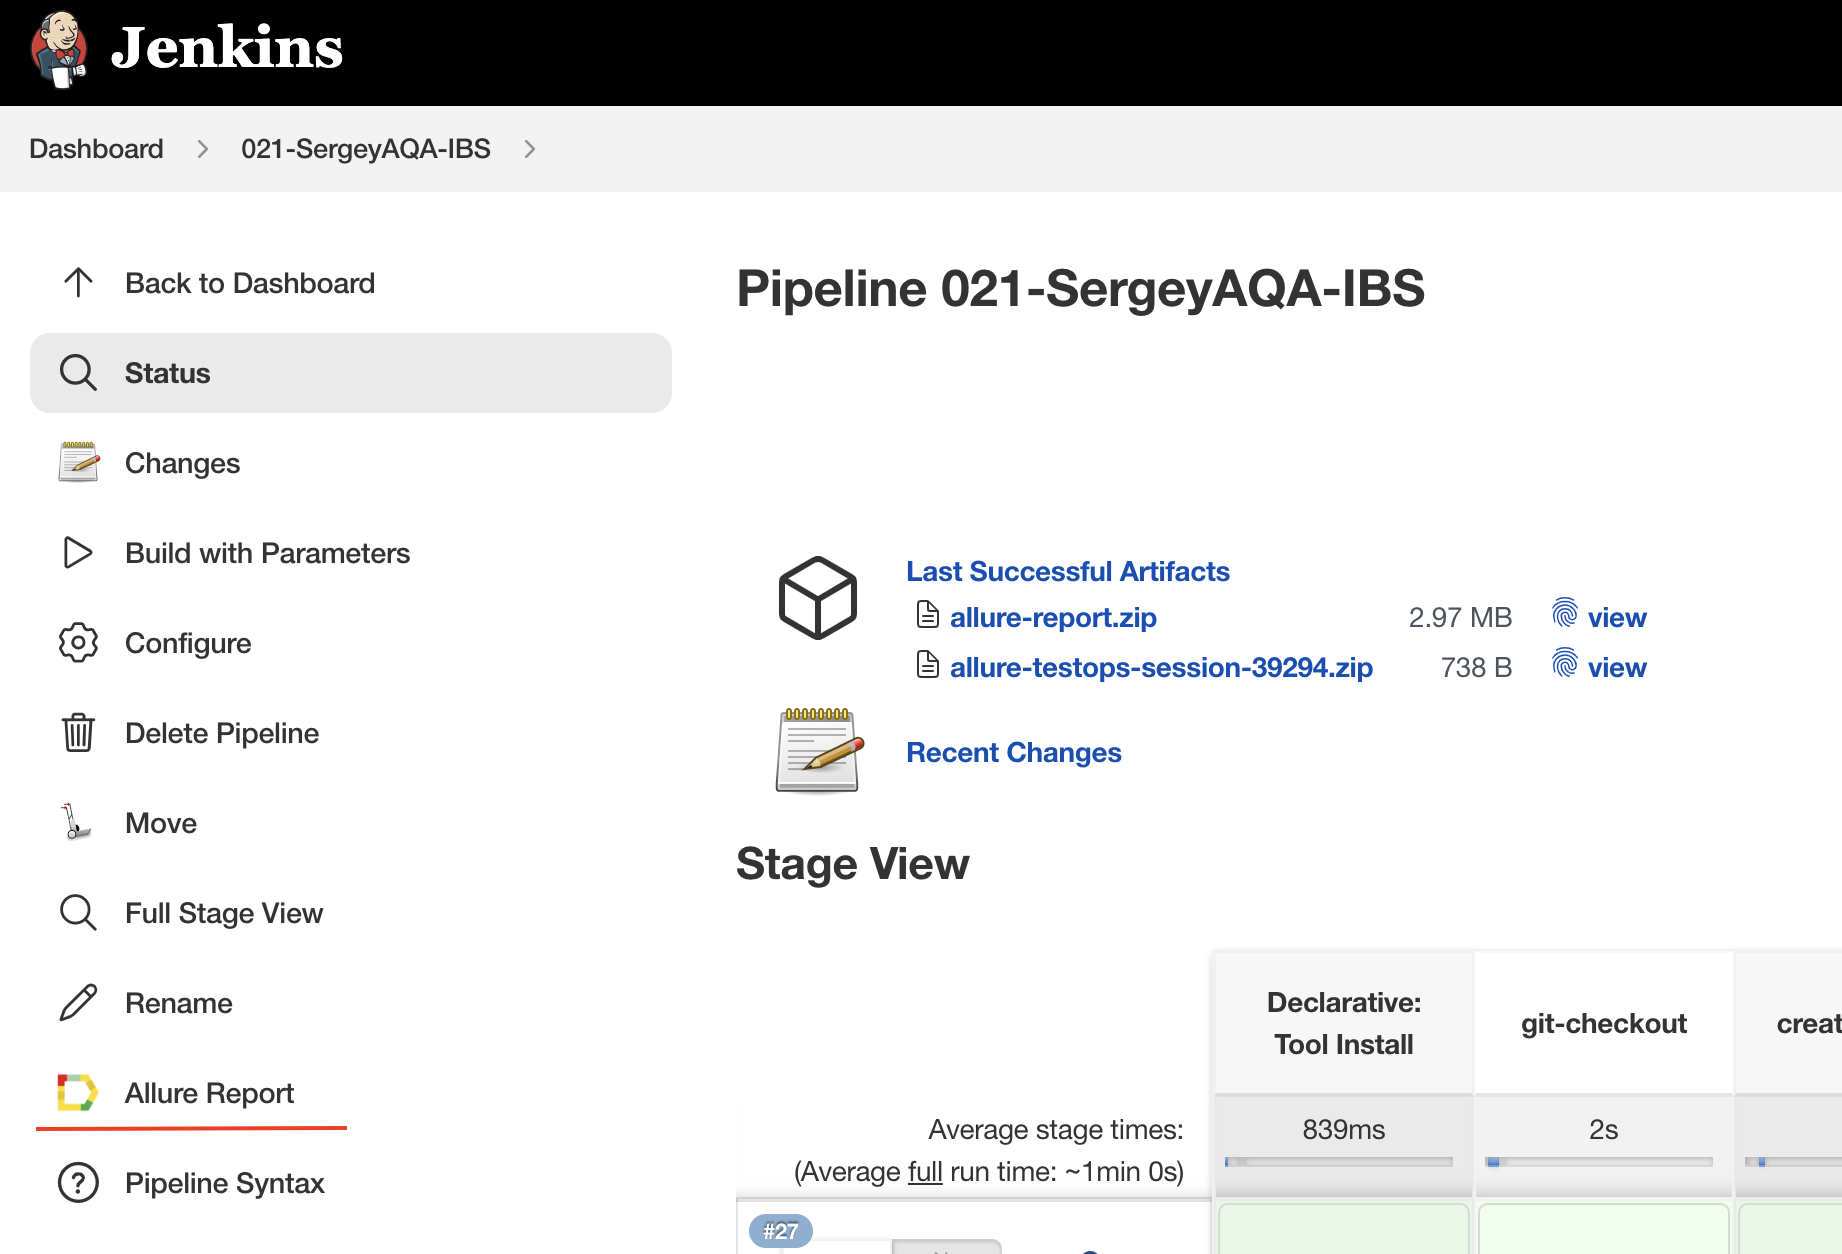 Jenkins
Dashboard
021-SergeyAQA-IBS
Back to Dashboard
Status
Changes
Build with Parameters
Configure
Delete Pipeline
Move
Full Stage View
Rename
Allure Report
Pipeline Syntax
Pipeline 021-SergeyAQA-IBS
Last Successful Artifacts
allure-report.zip 2.97 MB view
allure-testops-session-39294.zip 738 B view
Recent Changes
Stage View
Declarative:
Tool Install
git-checkout
creat
Average stage times:
(Average full run time: ~1min 0s)
839ms
2s
#27